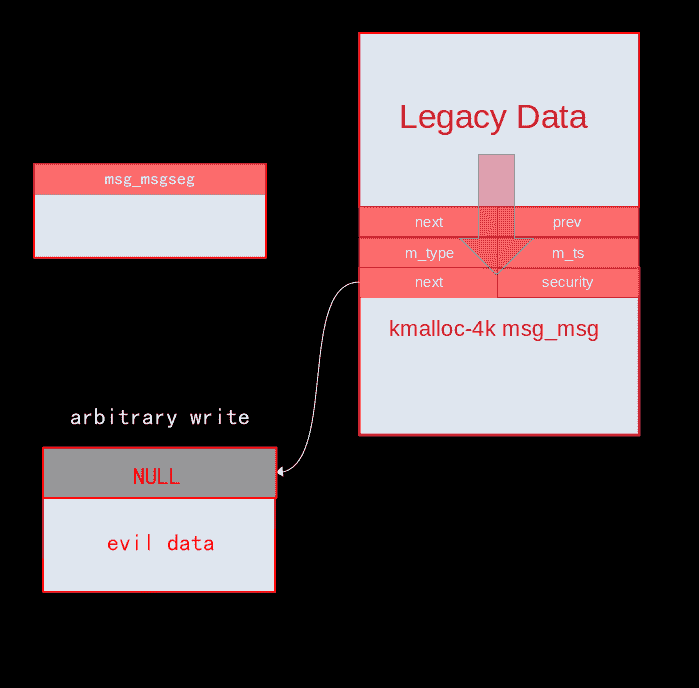 Legacy Data
msg_msgseg
next prev
m_type m_ts
next security
kmalloc-4k msg_msg
arbitrary write
NULL
evil data